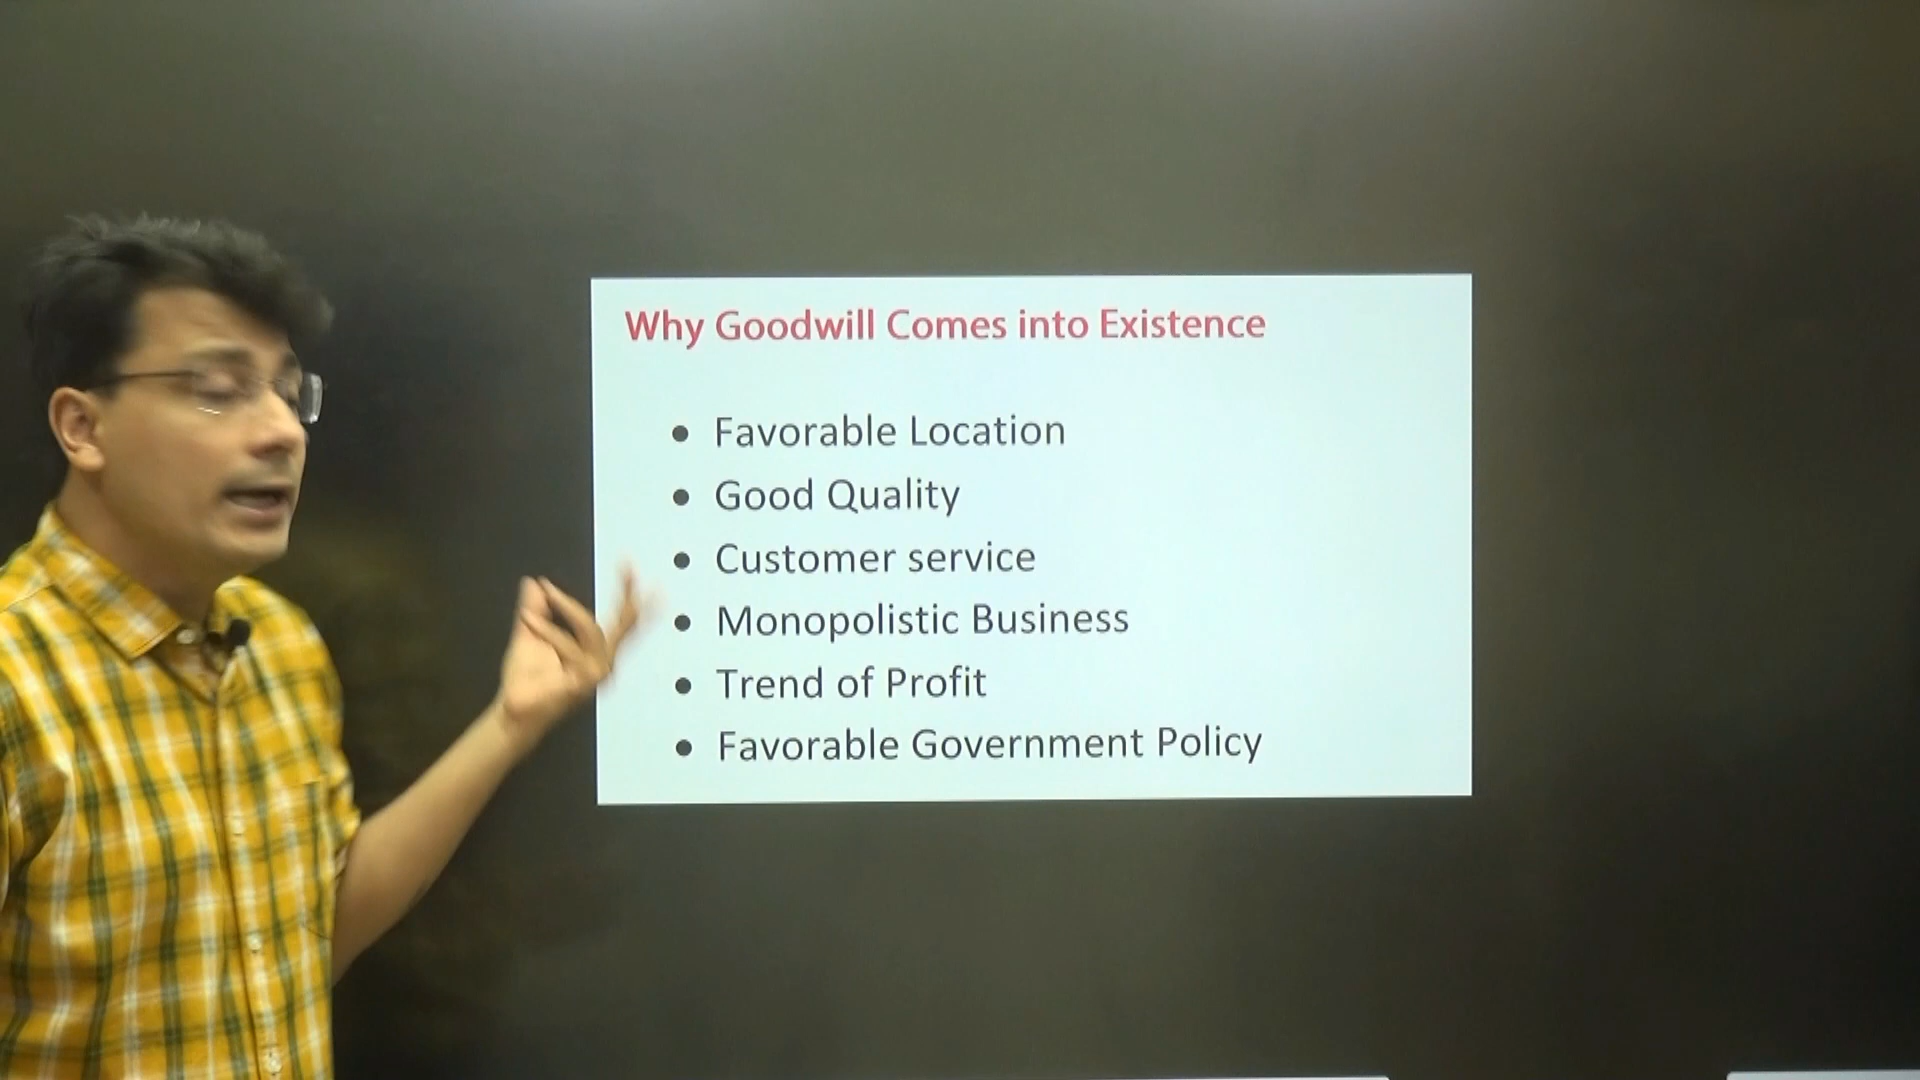 Why Goodwill Comes into Existence
• Favorable Location
• Good Quality
• Customer service
• Monopolistic Business
• Trend of Profit
• Favorable Government Policy